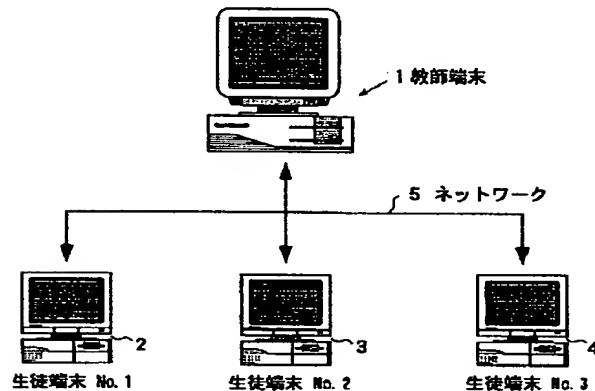 1 教師端末
5 ネットワーク
2
3
4
生徒端末 No. 1
生徒端末 No. 2
生徒端末 No. 3